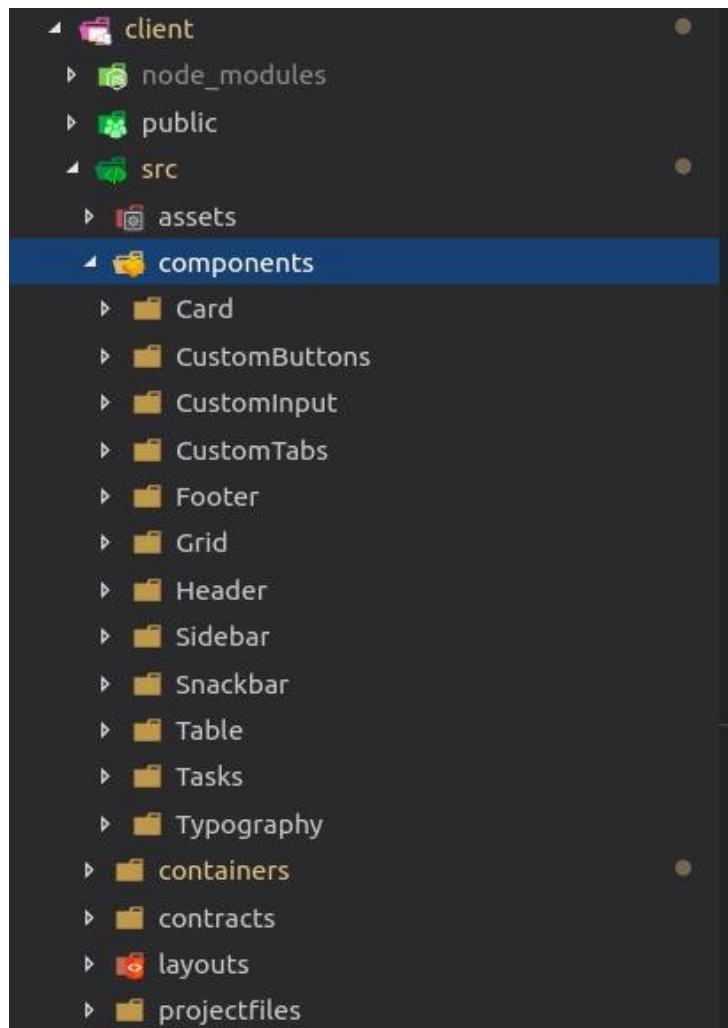 client
node_modules
public
src
assets
components
Card
CustomButtons
CustomInput
CustomTabs
Footer
Grid
Header
Sidebar
Snackbar
Table
Tasks
Typography
containers
contracts
layouts
projectfiles